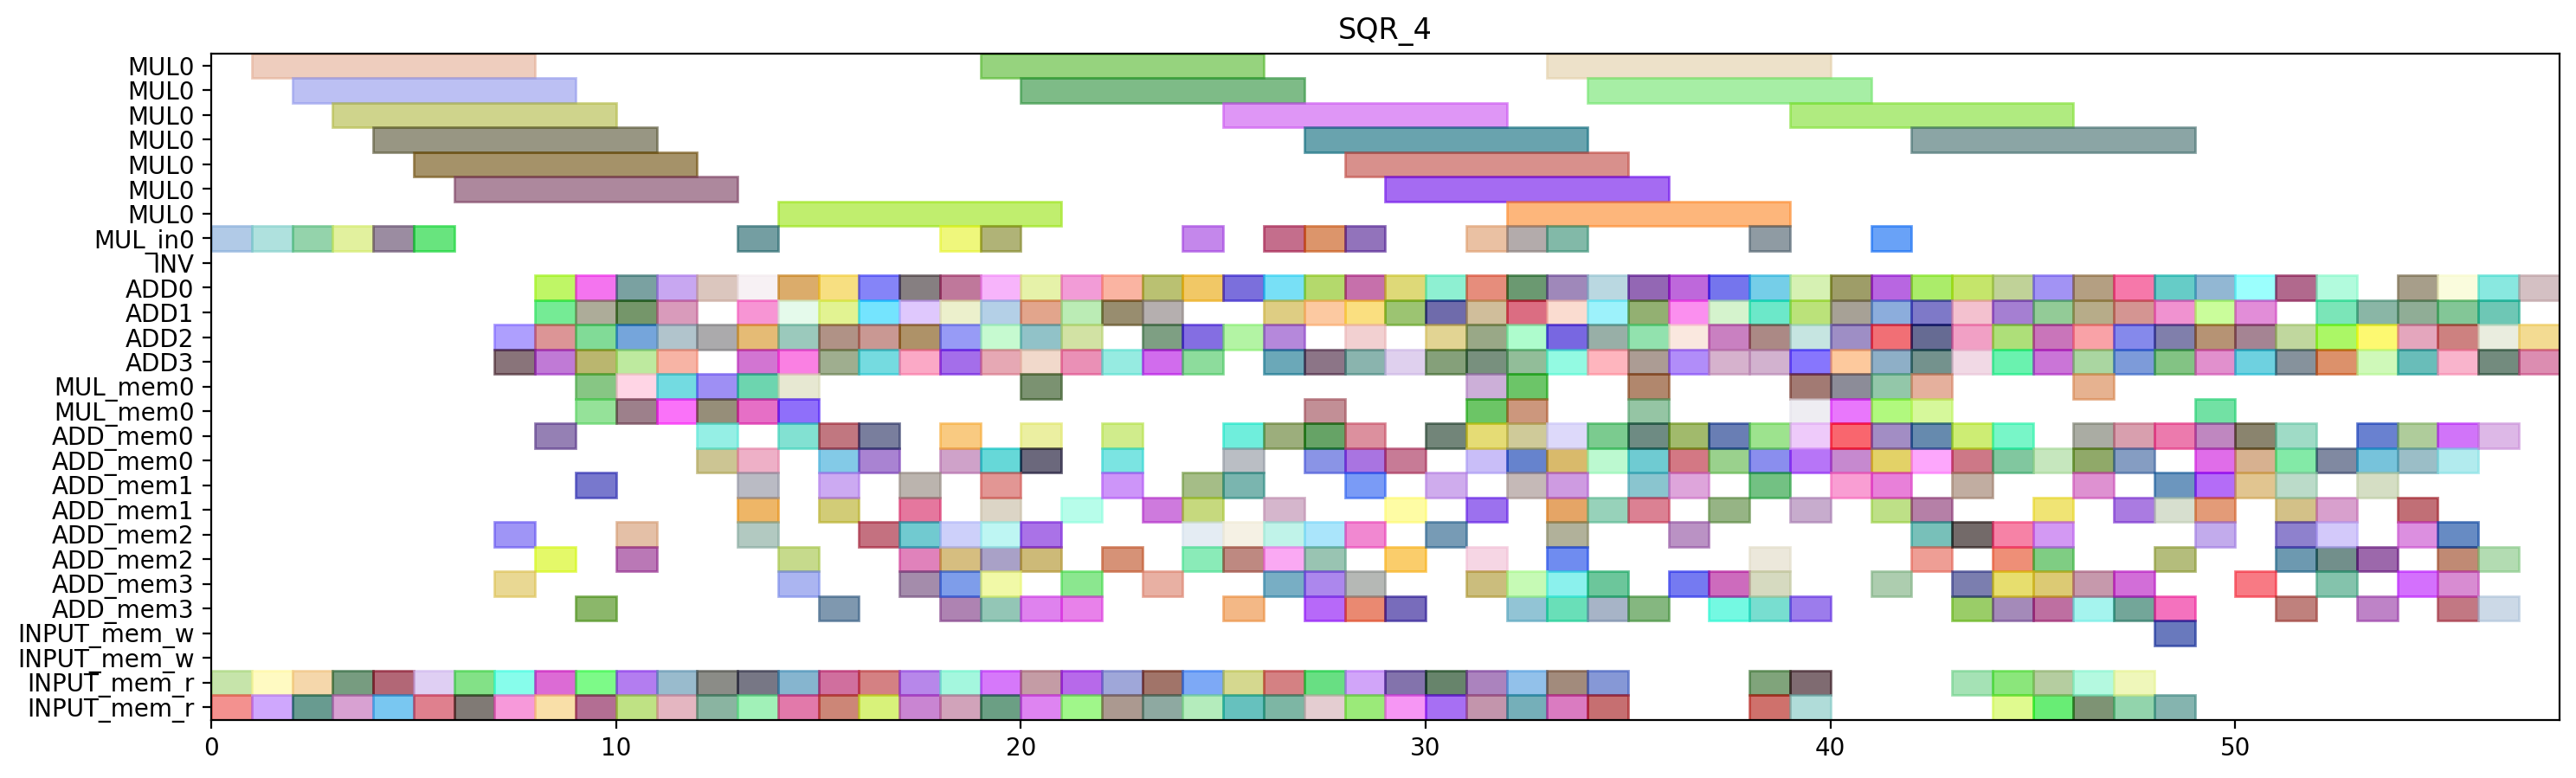 SQR_4
MUL0
MUL0
MUL0
MUL0
MUL0
MUL0
MUL0
MUL_in0
INV
ADD0
ADD1
ADD2
ADD3
MUL_mem0
MUL_mem0
ADD_mem0
ADD_mem0
ADD_mem1
ADD_mem1
ADD_mem2
ADD_mem2
ADD_mem3
ADD_mem3
INPUT_mem_w
INPUT_mem_w
INPUT_mem_r
INPUT_mem_r
0 10 20 30 40 50